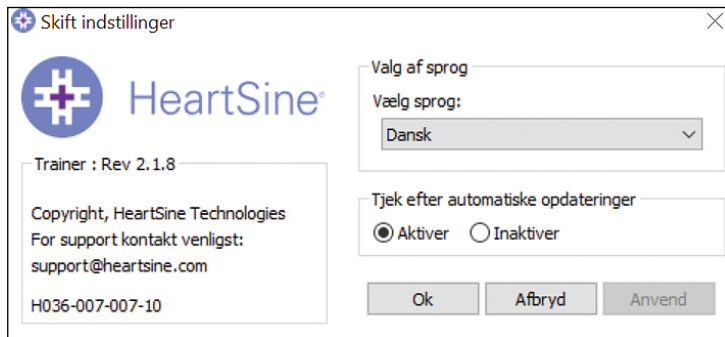 Skift indstillinger
HeartSine®
Trainer : Rev 2.1.8
Copyright, HeartSine Technologies
For support kontakt venligst:
support@heartsine.com
H036-007-007-10
Valg af sprog
Vælg sprog:
Dansk
Tjek efter automatiske opdateringer
Aktiver Inaktiver
Ok Afbryd Anvend